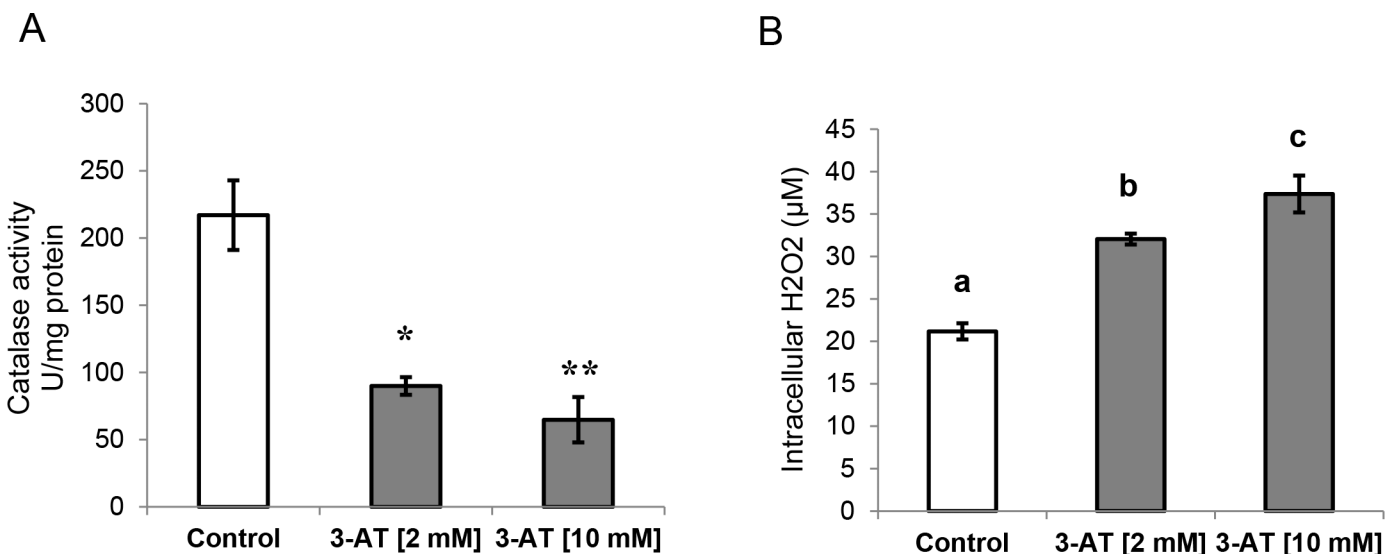 A
Catalase activity
U/mg protein
300
250
200
150
100
50
0
*
**
Control
3-AT [2 mM]
3-AT [10 mM]
B
Intracellular H2O2 (µM)
45
40
35
30
25
20
15
10
5
0
a
b
c
Control
3-AT [2 mM]
3-AT [10 mM]